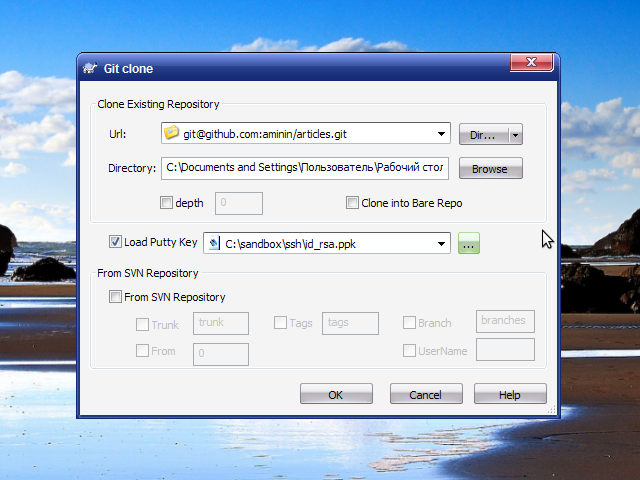 Git clone
Clone Existing Repository
Url: git@github.com:aminin/articles.git Dir...
Directory: C:\Documents and Settings\Пользователь\Рабочий стол Browse
depth 0 Clone into Bare Repo
Load Putty Key C:\sandbox\ssh\id_rsa.ppk ...
From SVN Repository
From SVN Repository
Trunk trunk Tags tags Branch branches
From 0 UserName
OK Cancel Help